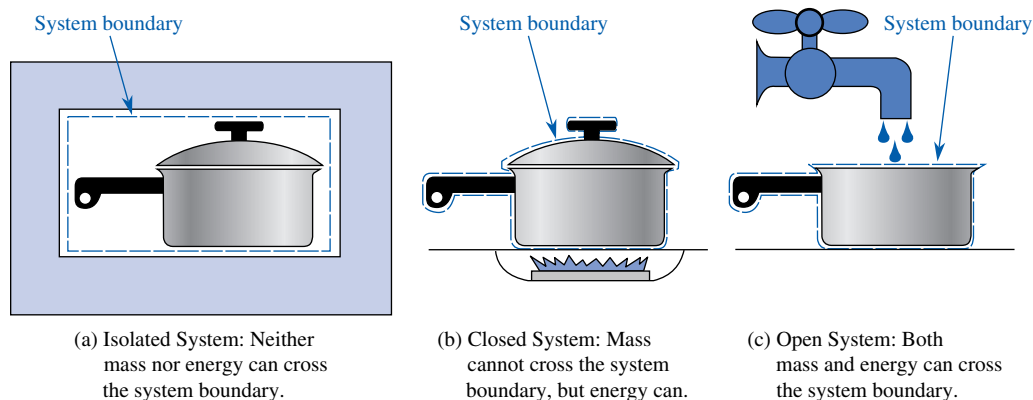 System boundary
System boundary
System boundary
(a) Isolated System: Neither
mass nor energy can cross
the system boundary.
(b) Closed System: Mass
cannot cross the system
boundary, but energy can.
(c) Open System: Both
mass and energy can cross
the system boundary.